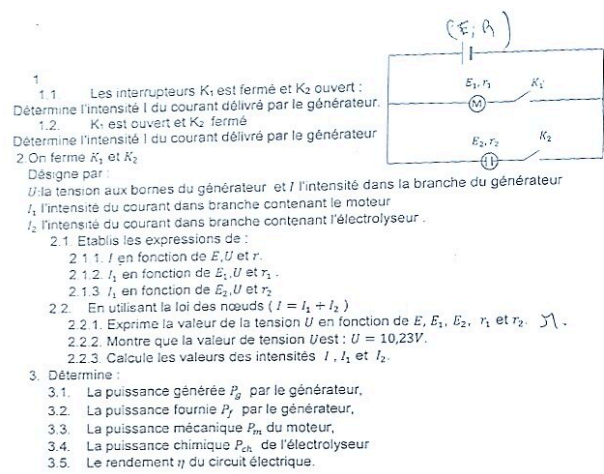 (E; R)
1
1.1. Les interrupteurs K₁ est fermé et K₂ ouvert :
Détermine l'intensité I du courant délivré par le générateur.
1.2. K₁ est ouvert et K₂ fermé
Détermine l'intensité I du courant délivré par le générateur
E₁, r₁ K₁
M
E₂, r₂ K₂
2.On ferme K₁ et K₂
Désigne par :
U:la tension aux bornes du générateur et I l'intensité dans la branche du générateur
I₁ l'intensité du courant dans branche contenant le moteur
I₂ l'intensité du courant dans branche contenant l'électrolyseur .
2.1. Etablis les expressions de :
2.1.1. I en fonction de E,U et r.
2.1.2. I₁ en fonction de E₁,U et r₁ .
2.1.3. I₁ en fonction de E₂,U et r₂
2.2. En utilisant la loi des nœuds ( I = I₁ + I₂ )
2.2.1. Exprime la valeur de la tension U en fonction de E, E₁, E₂, r₁ et r₂.
2.2.2. Montre que la valeur de tension Uest : U = 10,23V.
2.2.3. Calcule les valeurs des intensités I , I₁ et I₂.
3. Détermine :
3.1. La puissance générée P_g par le générateur,
3.2. La puissance fournie P_f par le générateur,
3.3. La puissance mécanique P_m du moteur,
3.4. La puissance chimique P_ch de l'électrolyseur
3.5. Le rendement η du circuit électrique.